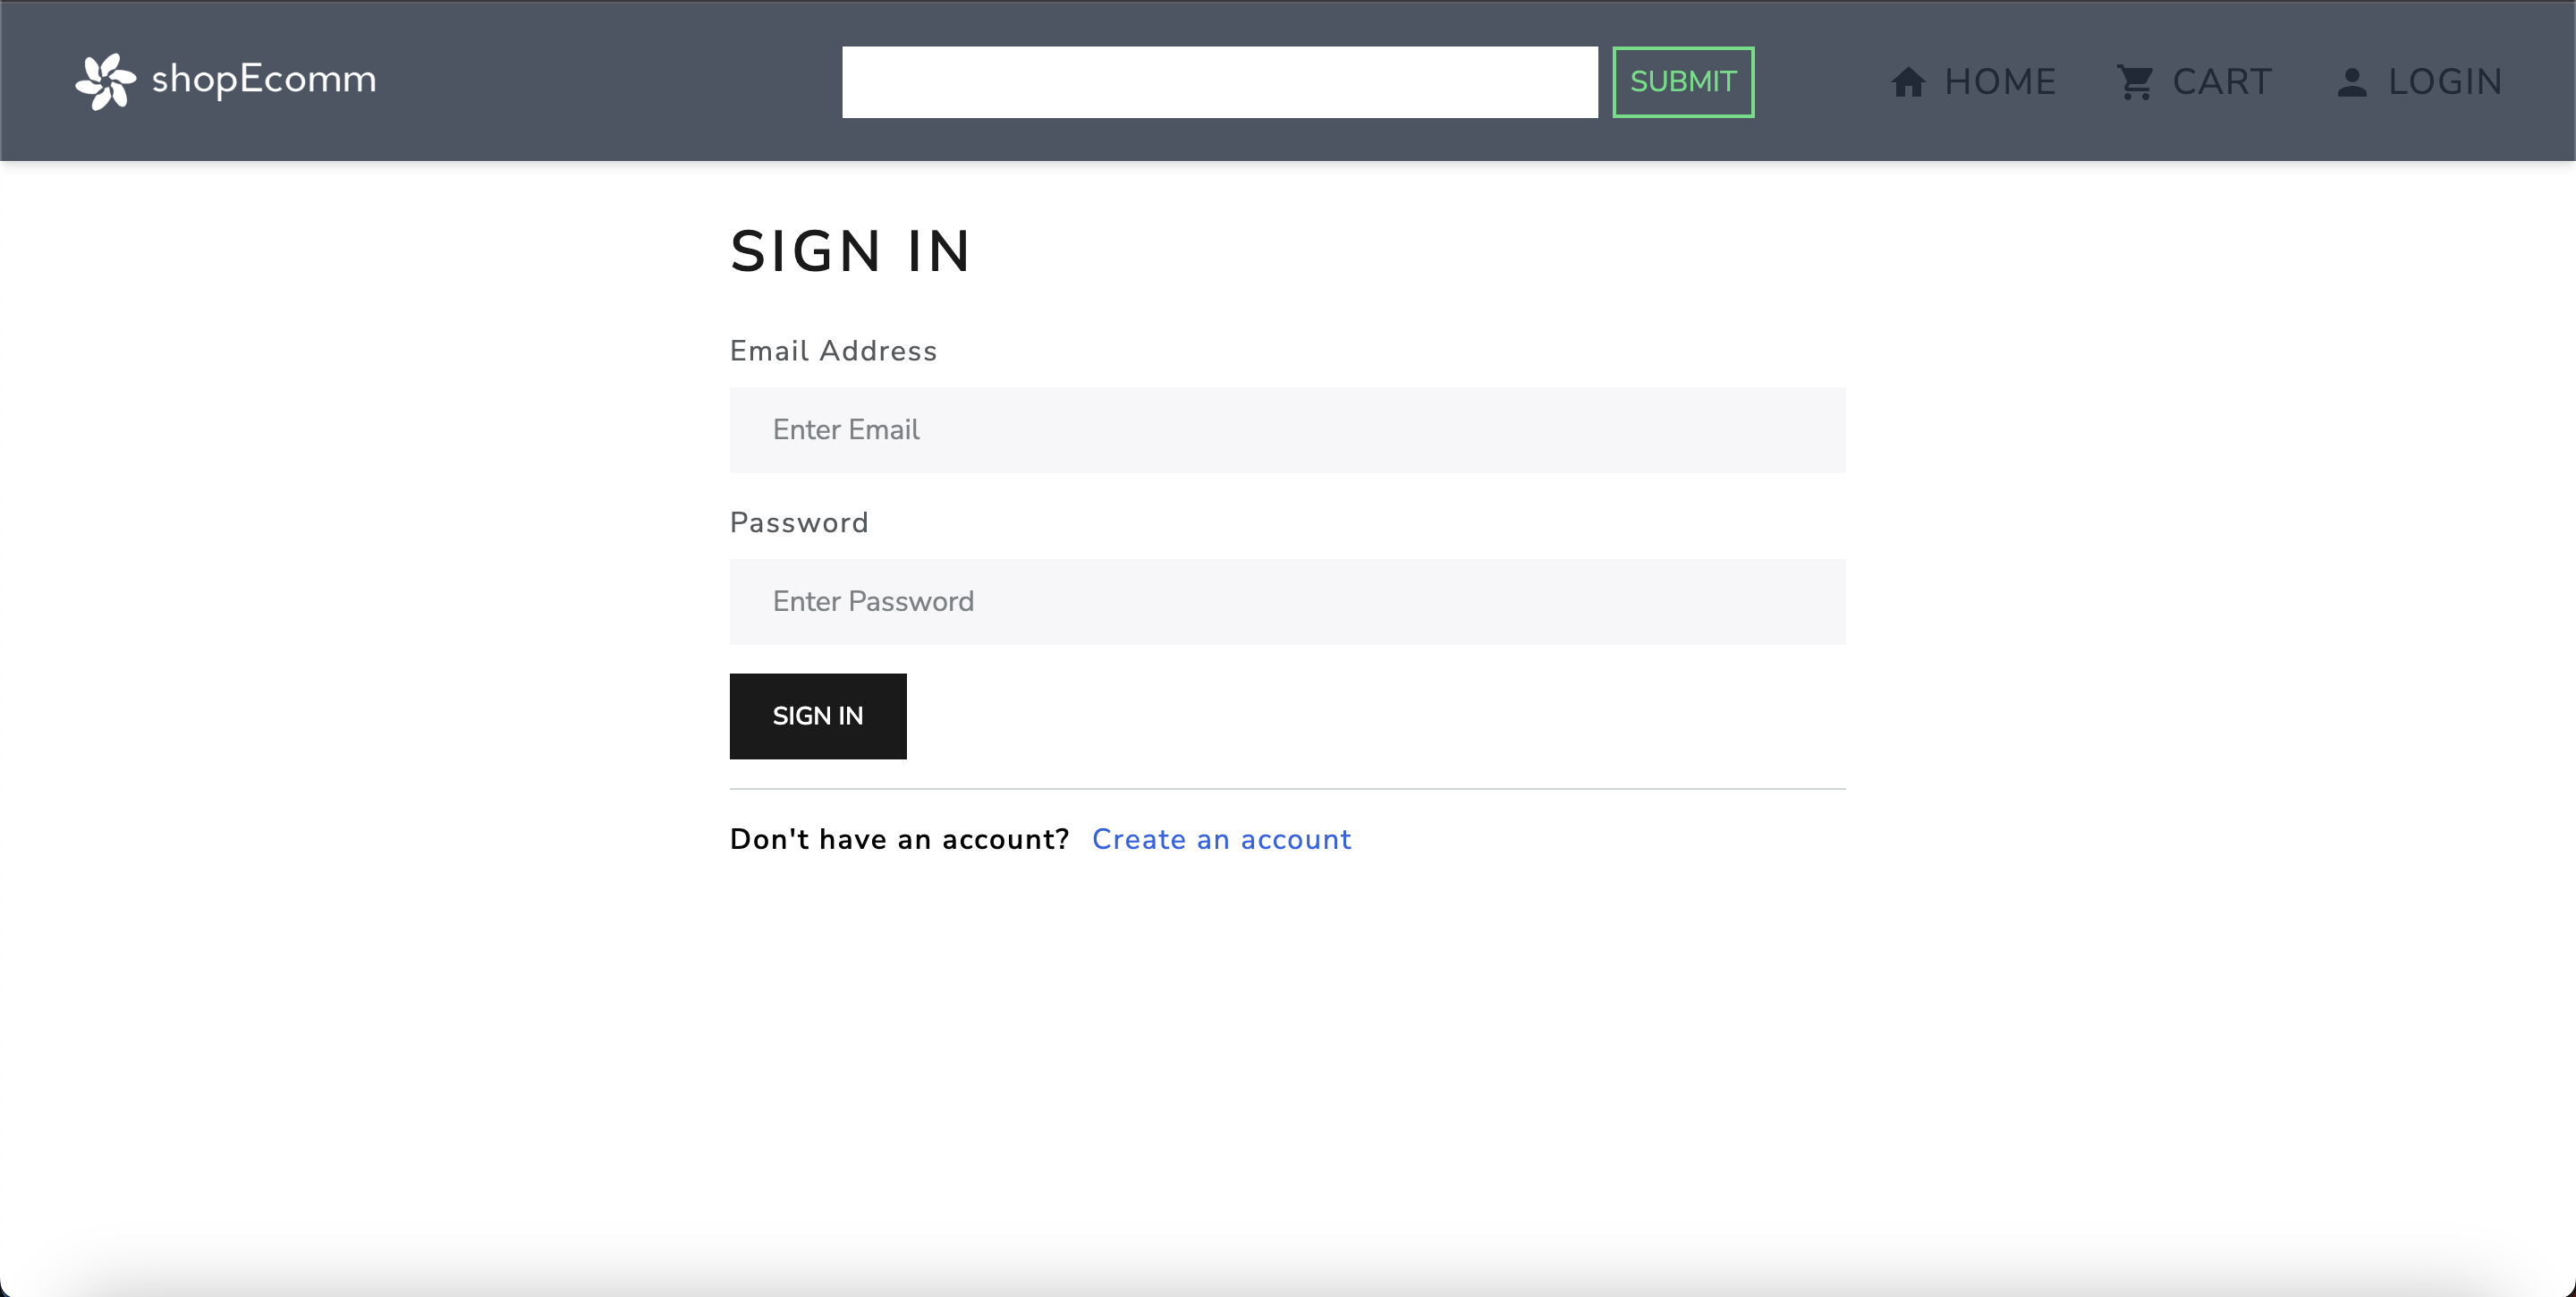 shopEcomm
SUBMIT
HOME
CART
LOGIN
SIGN IN
Email Address
Enter Email
Password
Enter Password
SIGN IN
Don't have an account? Create an account